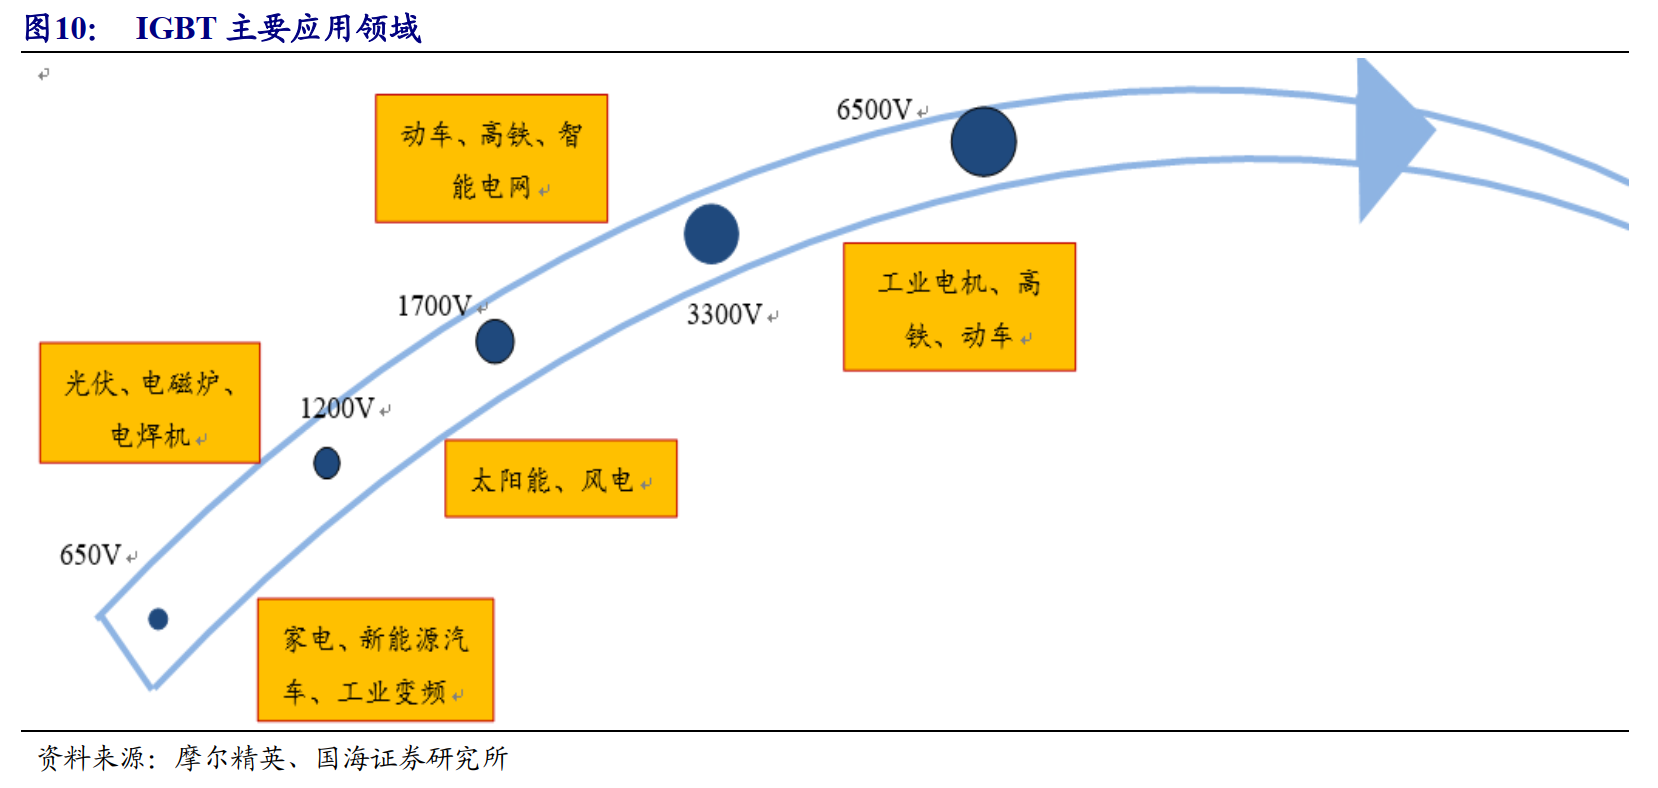 图10： IGBT 主要应用领域
6500V
动车、高铁、智
能电网
工业电机、高
铁、动车
1700V
3300V
光伏、电磁炉、
电焊机
1200V
太阳能、风电
650V
家电、新能源汽
车、工业变频
资料来源：摩尔精英、国海证券研究所